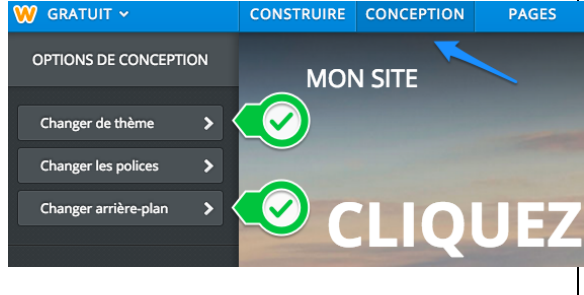 GRATUIT CONSTRUIRE CONCEPTION PAGES
OPTIONS DE CONCEPTION
MON SITE
Changer de thème
Changer les polices
Changer arrière-plan
CLIQUEZ